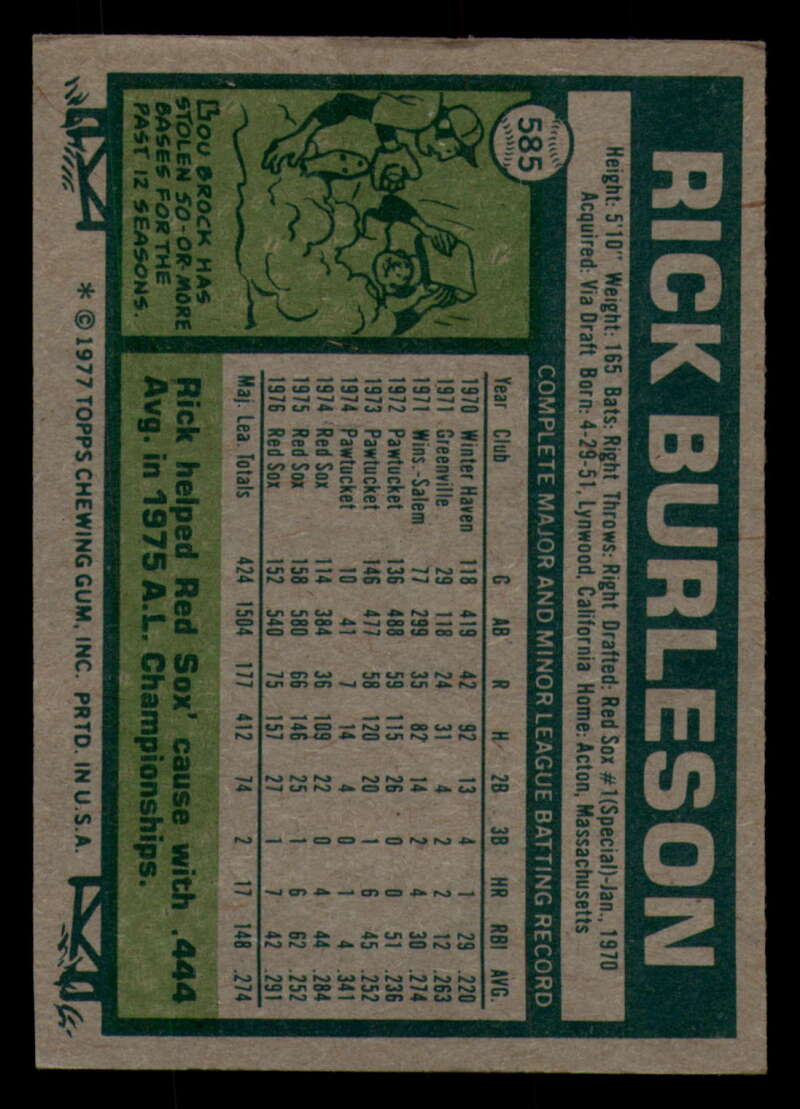 585
RICK BURLESON
Height: 5'10" Weight: 165 Bats: Right Throws: Right Drafted: Red Sox #1(Special)-Jan., 1970
Acquired: Via Draft Born: 4-29-51, Lynwood, California Home: Acton, Massachusetts
COMPLETE MAJOR AND MINOR LEAGUE BATTING RECORD
Year Club G AB R H 2B 3B HR RBI AVG.
1970 Winter Haven 118 419 42 92 13 4 1 29 .220
1971 Greenville 29 118 24 31 4 2 2 12 .263
1971 Wins.-Salem 77 299 35 82 14 2 4 30 .274
1972 Pawtucket 136 488 59 115 26 0 0 51 .236
1973 Pawtucket 146 477 58 120 20 1 6 45 .252
1974 Pawtucket 10 41 7 14 4 0 1 4 .341
1974 Red Sox 114 384 36 109 22 0 4 44 .284
1975 Red Sox 158 580 66 146 25 1 6 62 .252
1976 Red Sox 152 540 75 157 27 1 7 42 .291
Maj. Lea. Totals 424 1504 177 412 74 2 17 148 .274
LOU BROCK HAS
STOLEN 50-OR-MORE
BASES FOR THE
PAST 12 SEASONS.
Rick helped Red Sox' cause with .444
Avg. in 1975 A.L. Championships.
* © 1977 TOPPS CHEWING GUM, INC. PRTD. IN U.S.A.